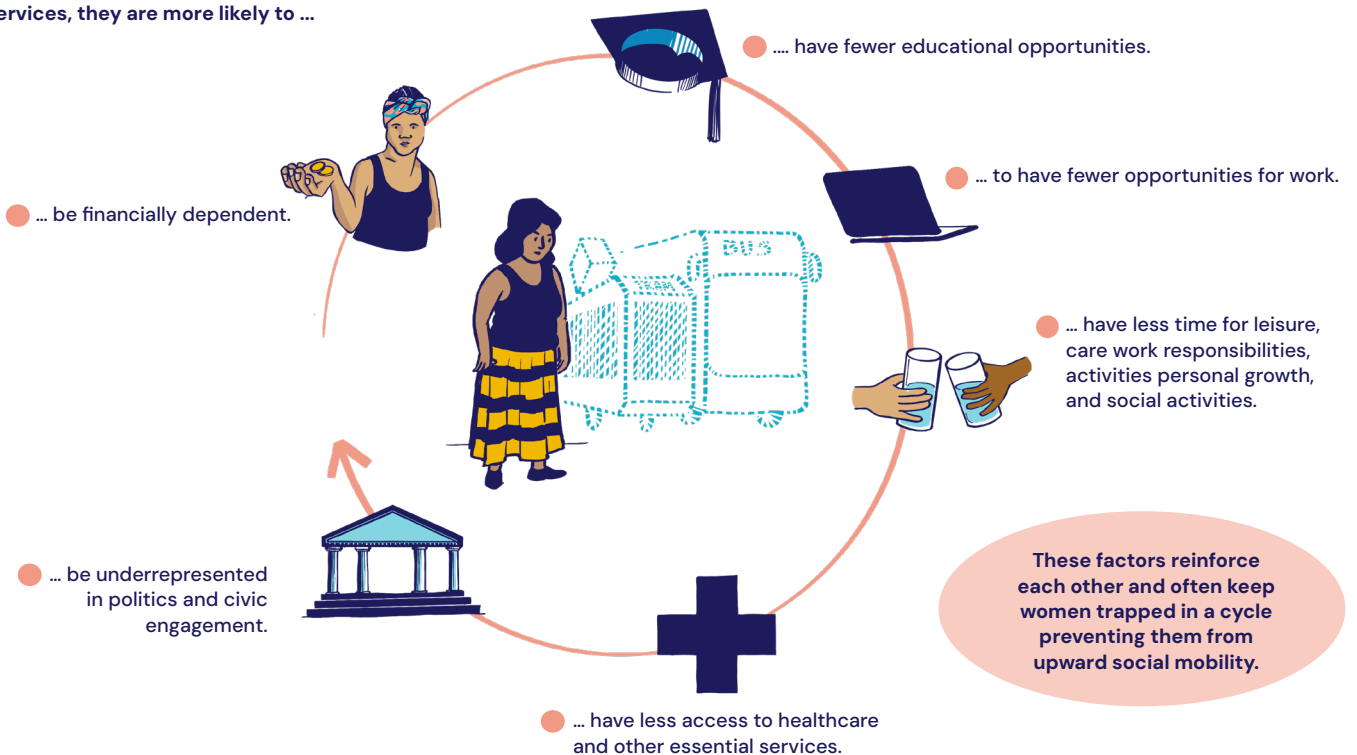 ervices, they are more likely to ...
.... have fewer educational opportunities.
... to have fewer opportunities for work.
... have less time for leisure,
care work responsibilities,
activities personal growth,
and social activities.
These factors reinforce
each other and often keep
women trapped in a cycle
preventing them from
upward social mobility.
... have less access to healthcare
and other essential services.
... be underrepresented
in politics and civic
engagement.
... be financially dependent.
BUS